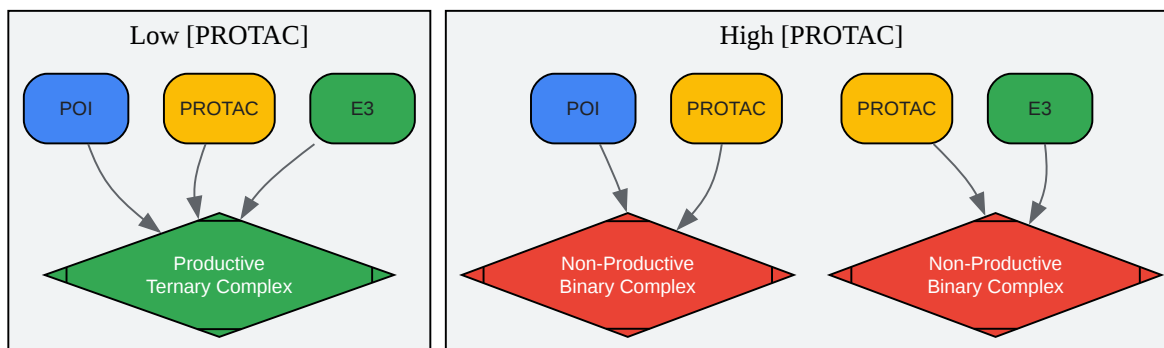 Low [PROTAC]
POI
PROTAC
E3
Productive
Ternary Complex
High [PROTAC]
POI
PROTAC
PROTAC
E3
Non-Productive
Binary Complex
Non-Productive
Binary Complex